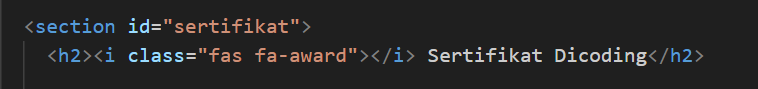 <section id="sertifikat">
<h2><i class="fas fa-award"></i> Sertifikat Dicoding</h2>